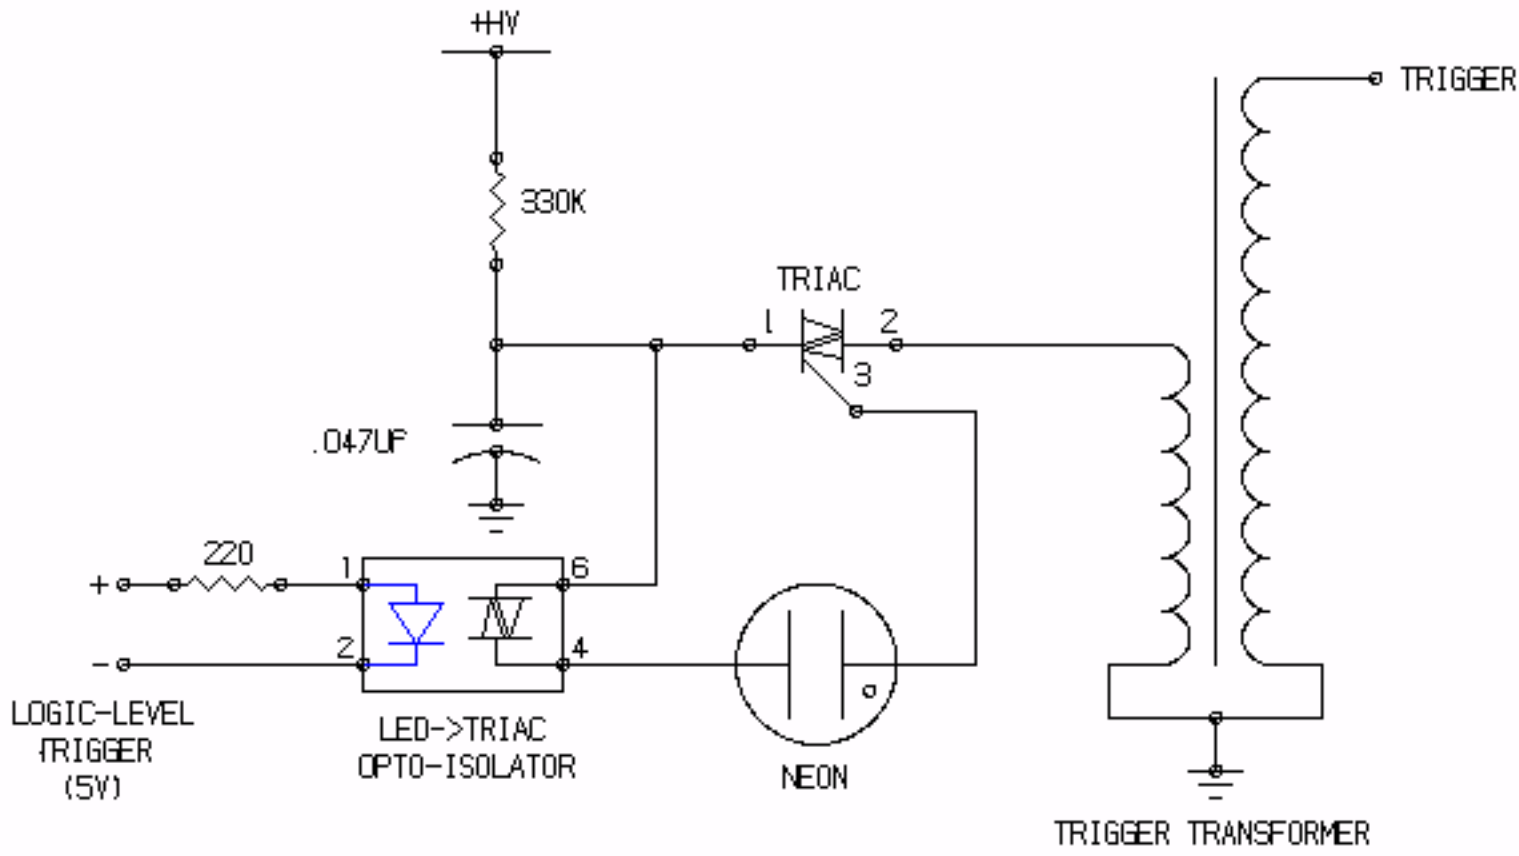 +HV
TRIGGER
330K
TRIAC
1
2
3
.047UF
220
+
1
6
2
4
-
LOGIC-LEVEL
TRIGGER
(5V)
LED->TRIAC
OPTO-ISOLATOR
NEON
TRIGGER TRANSFORMER